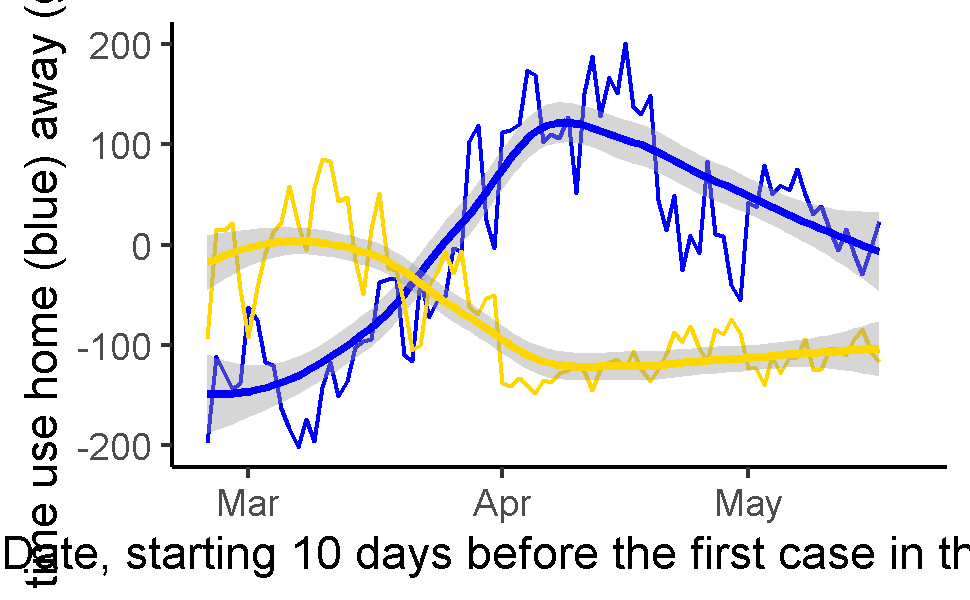 time use home (blue) away (
200
100
0
-100
-200
Mar Apr May
Date, starting 10 days before the first case in th